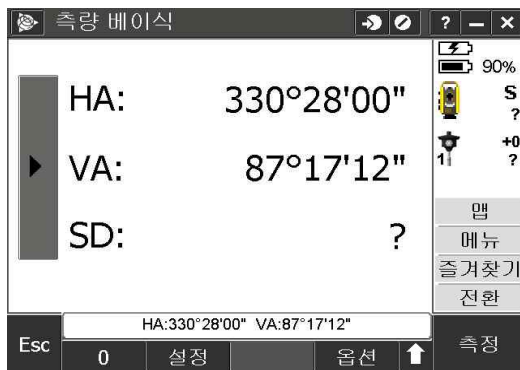 측량 베이식
? – ×
90%
HA: 330°28'00"
S
?
VA: 87°17'12"
+0
1 ?
SD: ?
맵
메뉴
즐겨찾기
전환
HA:330°28'00" VA:87°17'12"
Esc
0 설정 옵션
측정